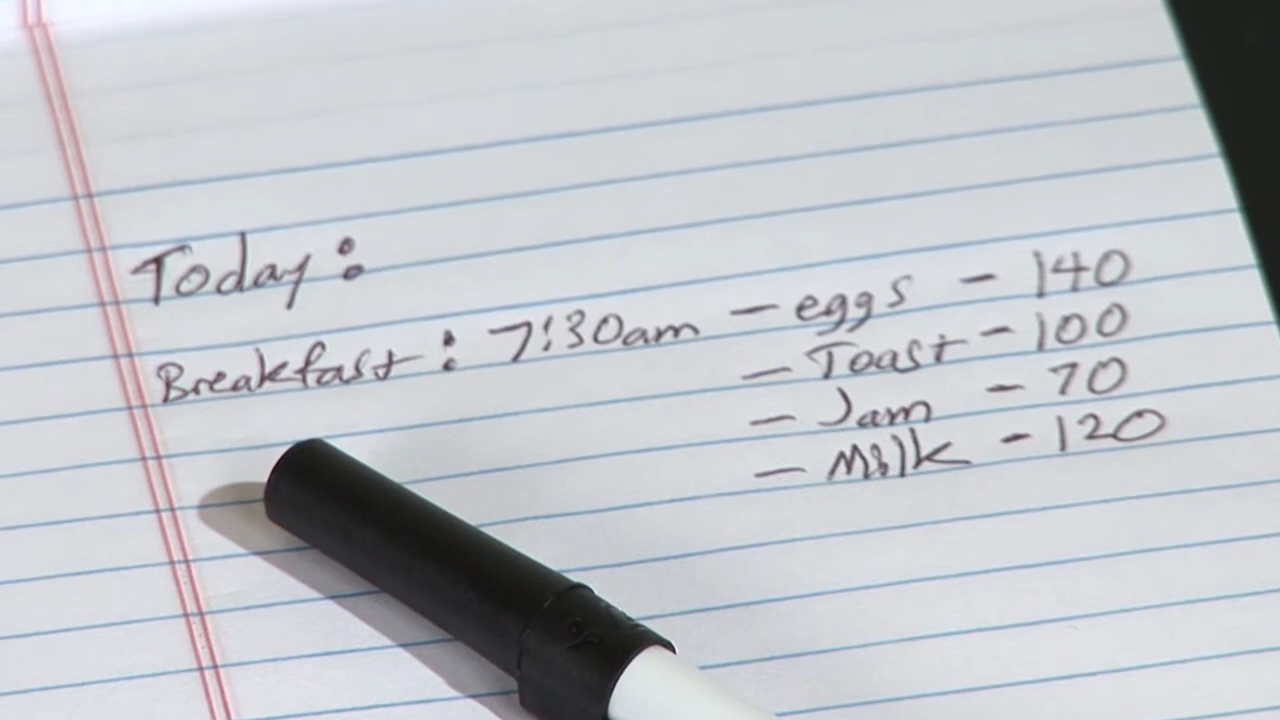 Today:
Breakfast: 7:30am - eggs - 140
- Toast - 100
- Jam - 70
- Milk - 120